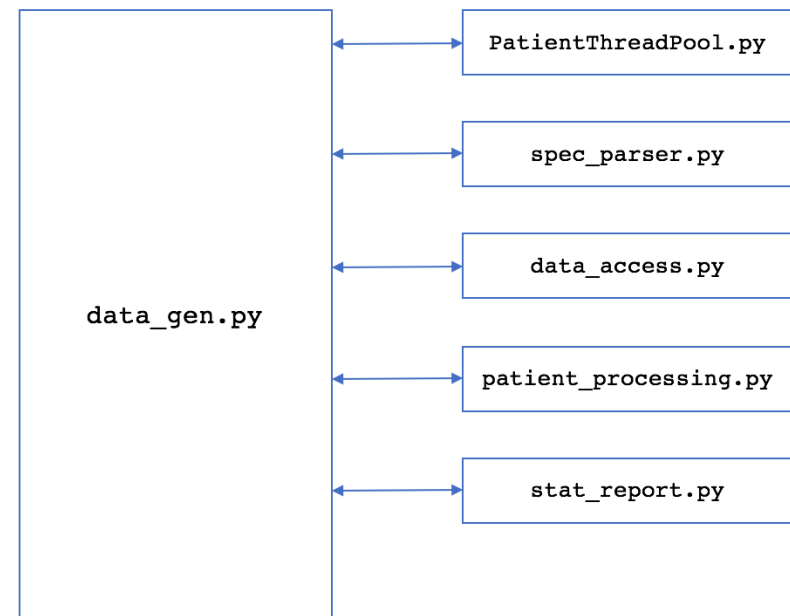 PatientThreadPool.py
spec_parser.py
data_access.py
data_gen.py
patient_processing.py
stat_report.py